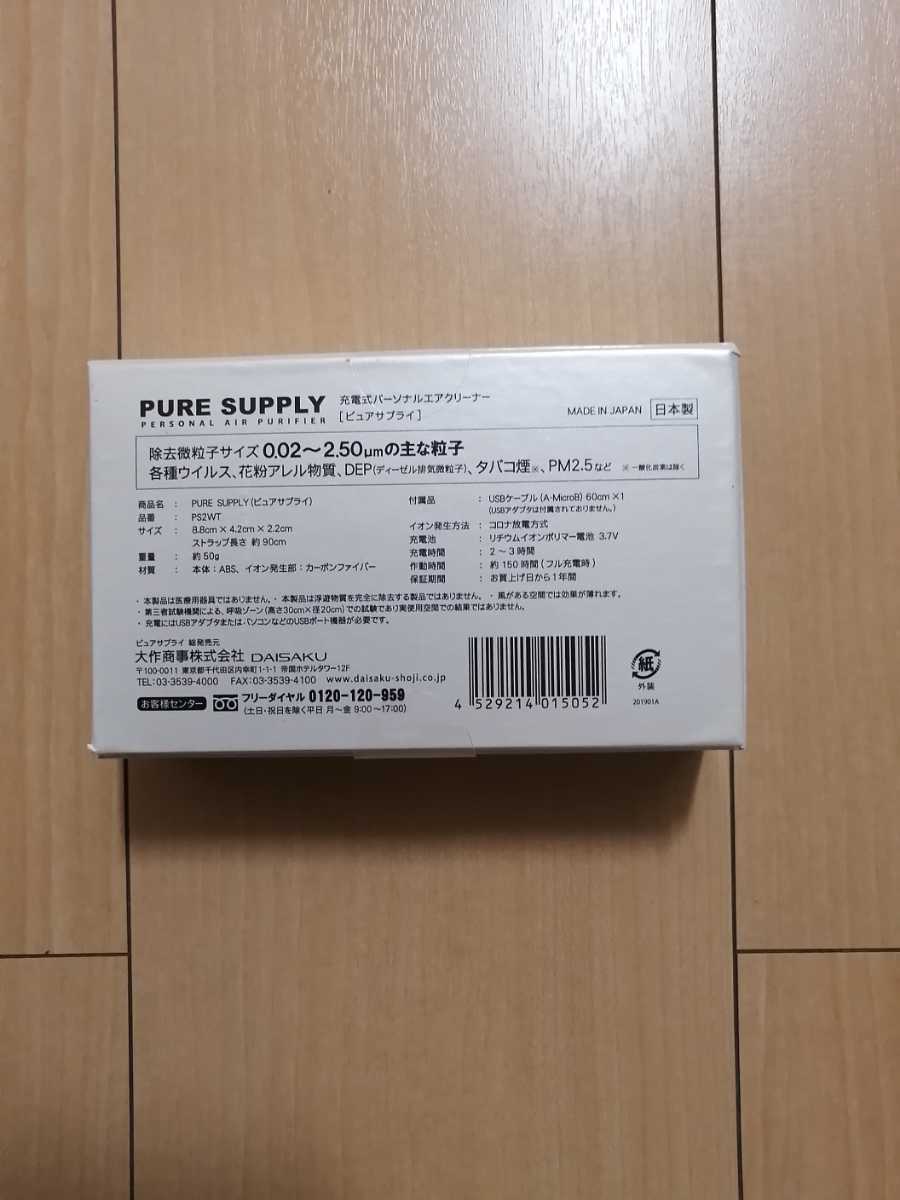 PURE SUPPLY
PERSONAL AIR PURIFIER
充電式パーソナルエアクリーナー
[ピュアサプライ]
MADE IN JAPAN 日本製
除去微粒子サイズ 0.02〜2.50μmの主な粒子
各種ウイルス、花粉アレル物質、DEP(ディーゼル排気微粒子)、タバコ煙※、PM2.5など ※一酸化炭素は除く
商品名 : PURE SUPPLY(ピュアサプライ)
品番 : PS2WT
サイズ : 8.8cm×4.2cm×2.2cm
ストラップ長さ 約90cm
重量 : 約50g
材質 : 本体:ABS、イオン発生部:カーボンファイバー
付属品 : USBケーブル(A-MicroB) 60cm×1
(USBアダプタは付属されておりません。)
イオン発生方法 : コロナ放電方式
充電池 : リチウムイオンポリマー電池 3.7V
充電時間 : 2〜3時間
作動時間 : 約150時間(フル充電時)
保証期間 : お買上げ日から1年間
・本製品は医療用器具ではありません。・本製品は浮遊物質を完全に除去する製品ではありません。・風がある空間では効果が薄れます。
・第三者試験機関による、呼吸ゾーン(高さ30cm×径20cm)での試験であり実使用空間での結果ではありません。
・充電にはUSBアダプタまたはパソコンなどのUSBポート機器が必要です。
ピュアサプライ 総発売元
大作商事株式会社 DAISAKU
〒100-0011 東京都千代田区内幸町1-1-1 帝国ホテルタワー12F
TEL:03-3539-4000 FAX:03-3539-4100 www.daisaku-shoji.co.jp
お客様センター フリーダイヤル 0120-120-959
(土日・祝日を除く平日 月〜金 9:00〜17:00)
4 529214 015052
紙
外装
201901A